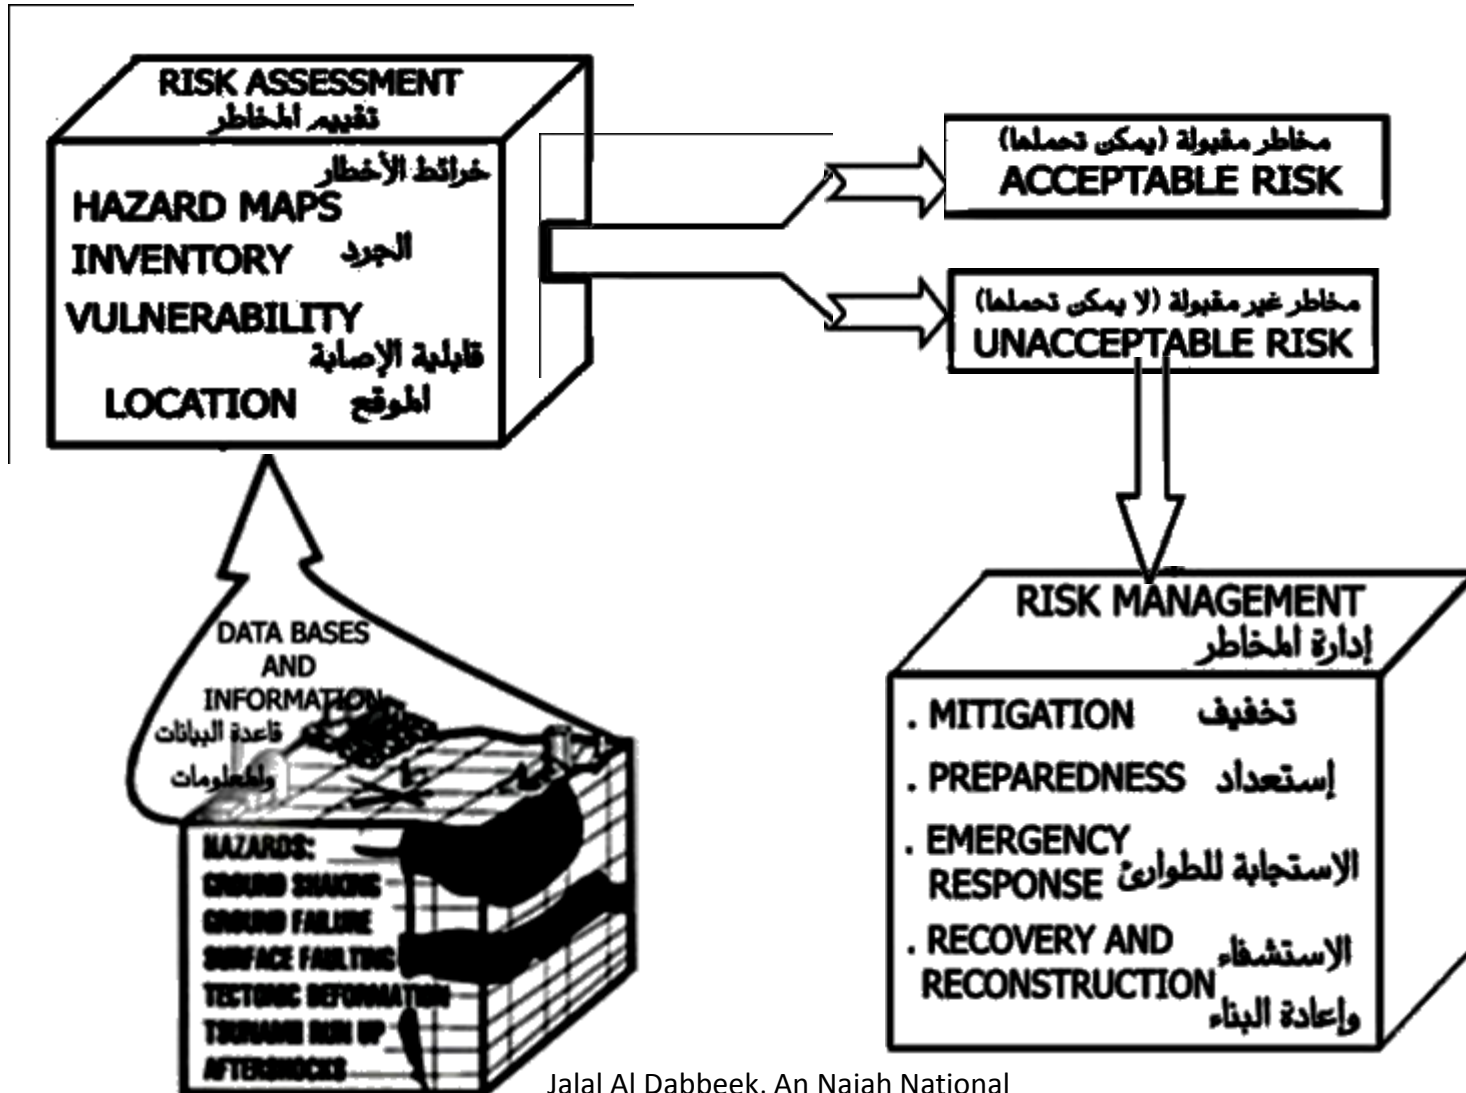 RISK ASSESSMENT
تقييم المخاطر
خرائط الأخطار
HAZARD MAPS
INVENTORY الجرد
VULNERABILITY
قابلية الإصابة
LOCATION الموقع
مخاطر مقبولة (يمكن تحملها)
ACCEPTABLE RISK
مخاطر غير مقبولة (لا يمكن تحملها)
UNACCEPTABLE RISK
DATA BASES
AND
INFORMATION
قاعدة البيانات
والمعلومات
HAZARDS:
GROUND SHAKING
GROUND FAILURE
SURFACE FAULTING
TECTONIC DEFORMATION
TSUNAMI RUN UP
AFTERSHOCKS
RISK MANAGEMENT
إدارة المخاطر
. MITIGATION تخفيف
. PREPAREDNESS إستعداد
. EMERGENCY
RESPONSE الاستجابة للطوارئ
. RECOVERY AND
الاستشفاء
RECONSTRUCTION
وإعادة البناء
Jalal Al Dabbeek, An Najah National